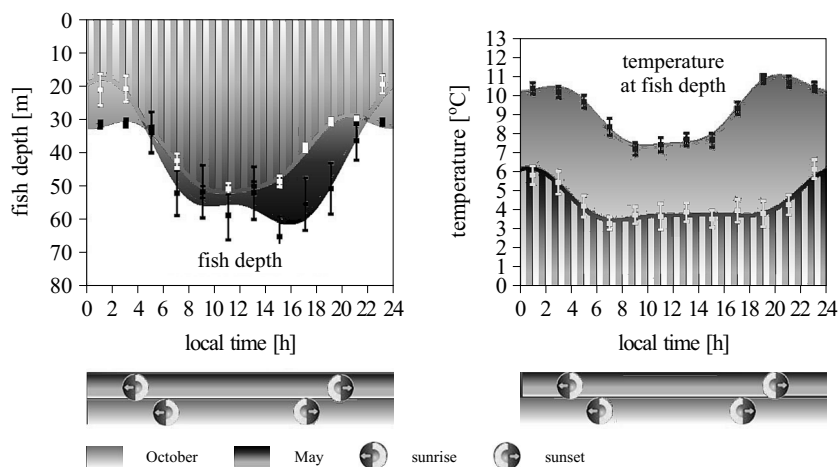 0
10
20
30
40
50
60
70
80
fish depth [m]
fish depth
0 2 4 6 8 10 12 14 16 18 20 22 24
local time [h]
13
12
11
10
9
8
7
6
5
4
3
2
1
0
temperature [°C]
temperature
at fish depth
0 2 4 6 8 10 12 14 16 18 20 22 24
local time [h]
October May sunrise sunset